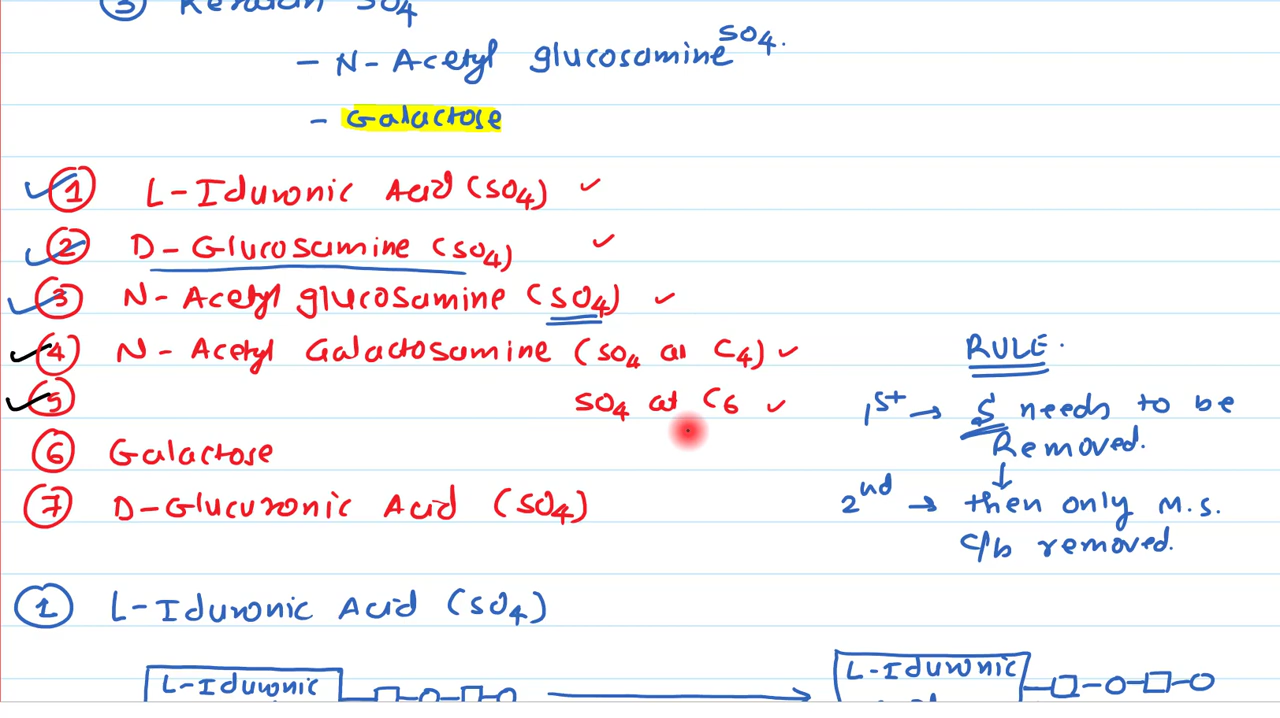 ③ Keratan SO4
- N-Acetyl glucosamine SO4.
- Galactose
① L-Iduronic Acid (SO4) ✓
② D-Glucosamine (SO4) ✓
③ N-Acetyl glucosamine (SO4) ✓
④ N-Acetyl Galactosamine (SO4 at C4) ✓
⑤ SO4 at C6 ✓
⑥ Galactose
⑦ D-Glucuronic Acid (SO4)
RULE.
1st → S needs to be
Removed.
↓
2nd → then only M.S.
C/b removed.
① L-Iduronic Acid (SO4)
L-Iduronic
L-Iduronic